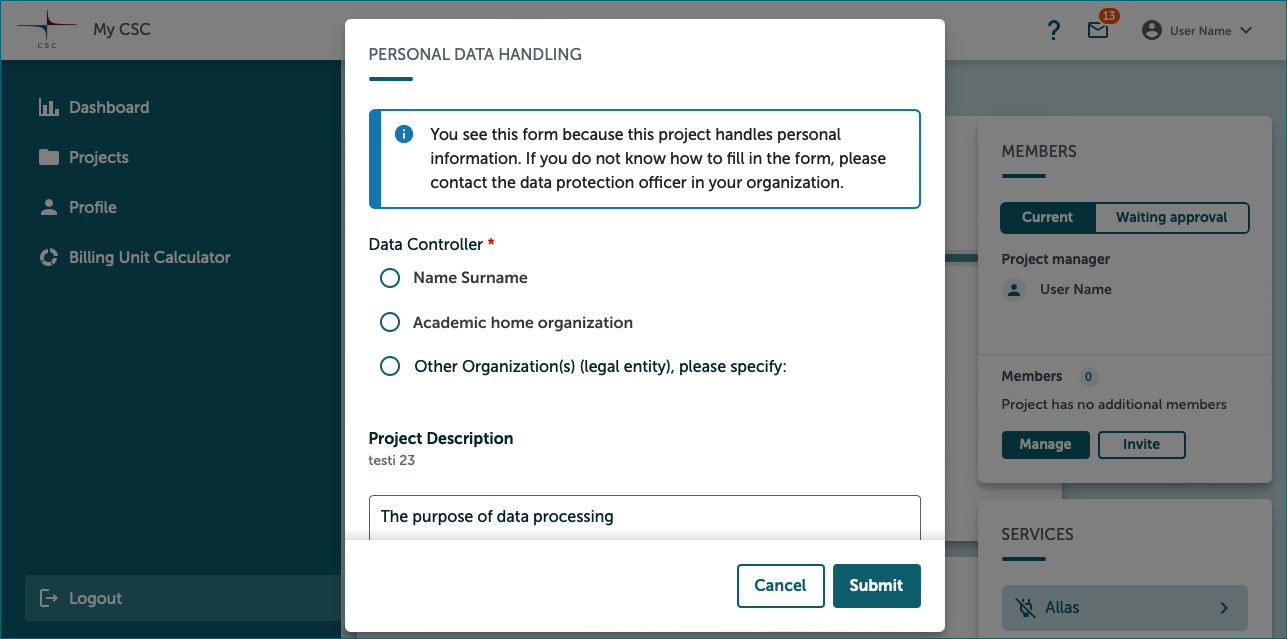 CSC
My CSC
?
13
User Name
Dashboard
Projects
Profile
Billing Unit Calculator
Logout
PERSONAL DATA HANDLING
You see this form because this project handles personal
information. If you do not know how to fill in the form, please
contact the data protection officer in your organization.
Data Controller *
Name Surname
Academic home organization
Other Organization(s) (legal entity), please specify:
Project Description
testi 23
The purpose of data processing
Cancel
Submit
MEMBERS
Current
Waiting approval
Project manager
User Name
Members 0
Project has no additional members
Manage
Invite
SERVICES
Allas